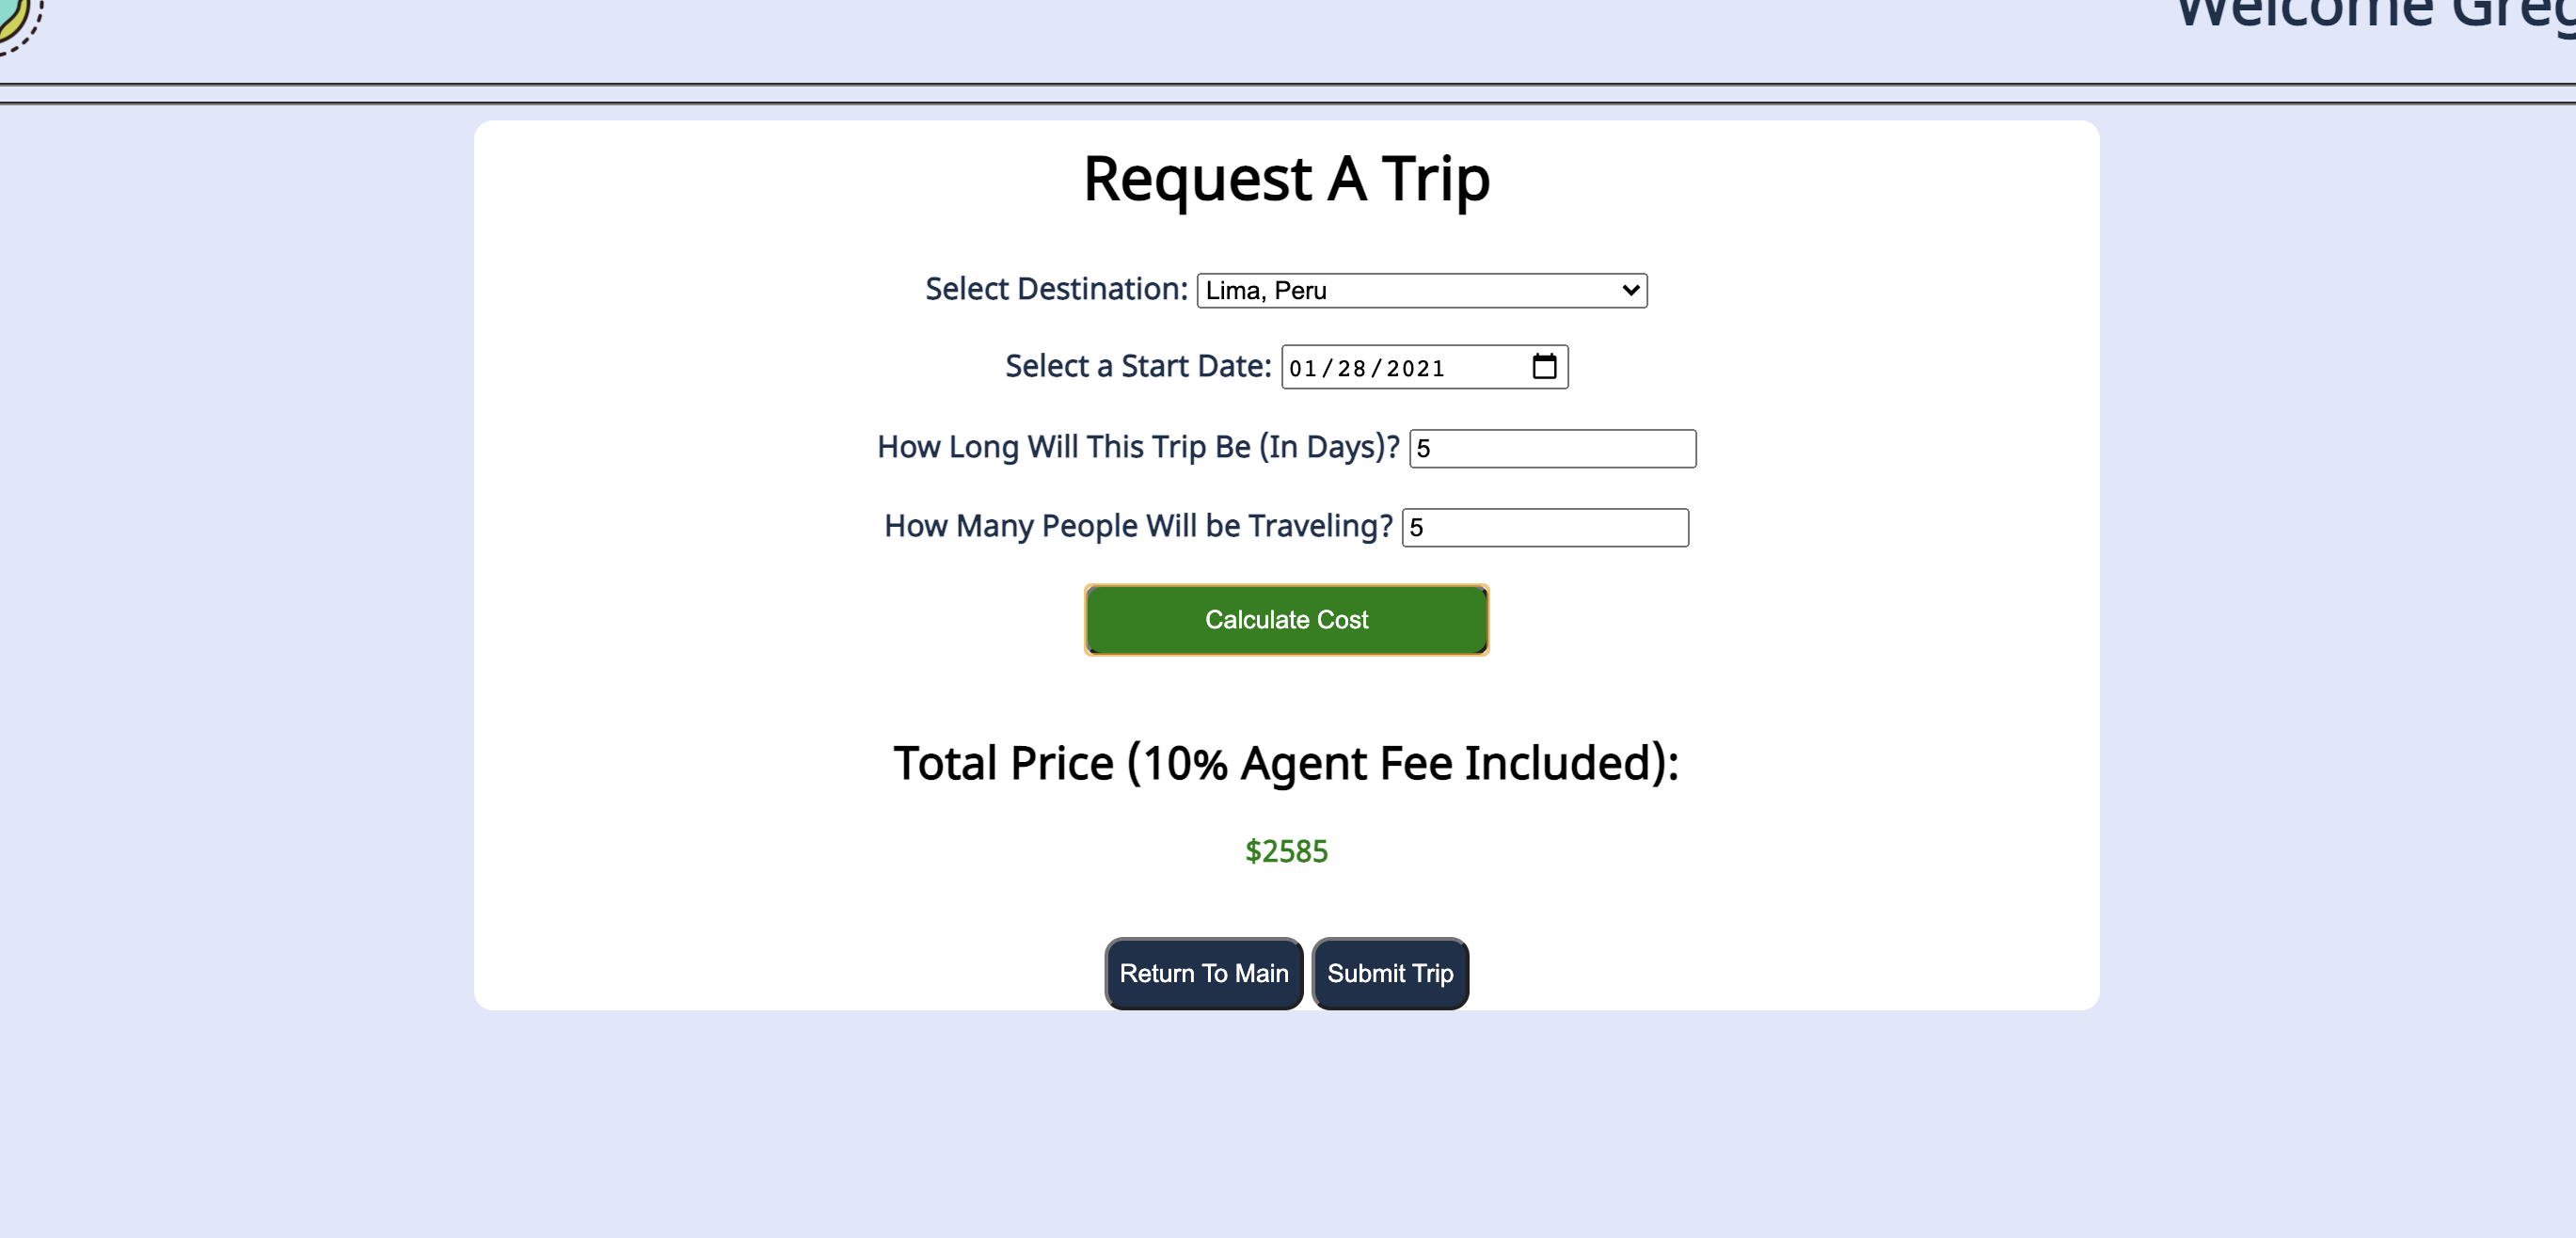 Welcome Greg
Request A Trip
Select Destination: Lima, Peru
Select a Start Date: 01/28/2021
How Long Will This Trip Be (In Days)? 5
How Many People Will be Traveling? 5
Calculate Cost
Total Price (10% Agent Fee Included):
$2585
Return To Main Submit Trip